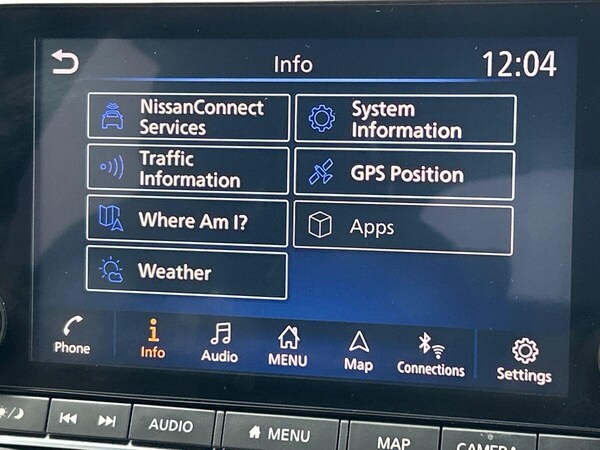 Info
12:04
NissanConnect
Services
System
Information
Traffic
Information
GPS Position
Where Am I?
Apps
Weather
Phone
Info
Audio
MENU
Map
Connections
Settings
AUDIO
MENU
MAP
CAMERA